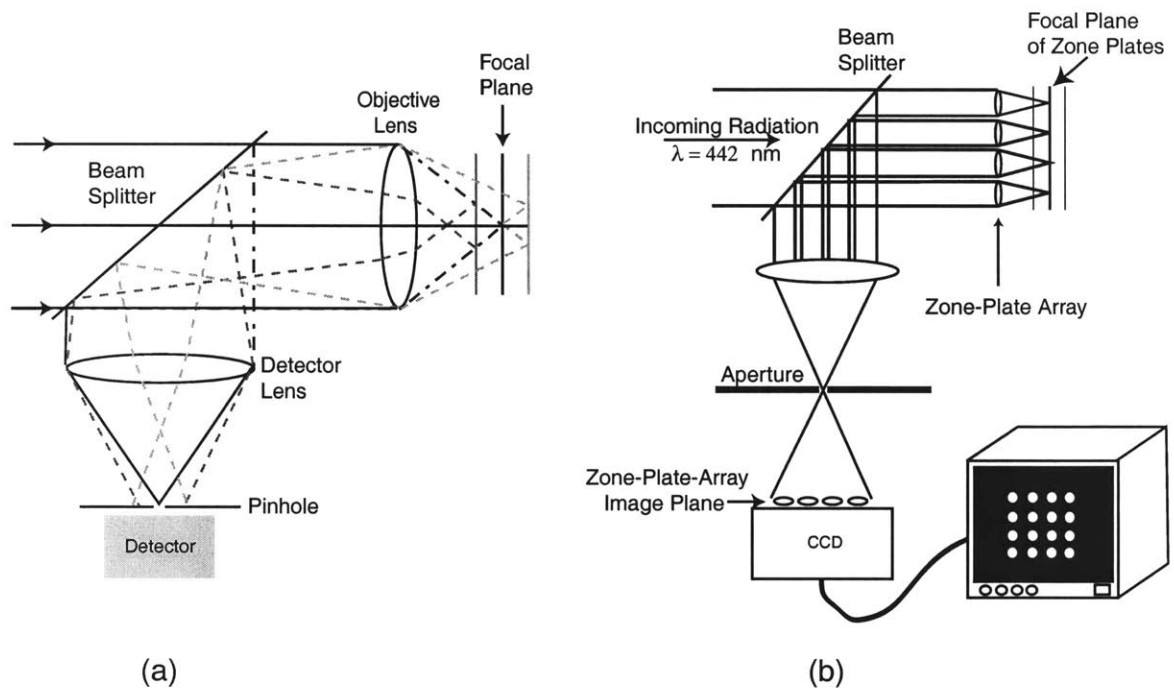 Focal
Plane
Objective
Lens
Beam
Splitter
Detector
Lens
Pinhole
Detector
(a)
Beam
Splitter
Focal Plane
of Zone Plates
Incoming Radiation
λ = 442 nm
Zone-Plate Array
Aperture
Zone-Plate-Array
Image Plane
CCD
(b)